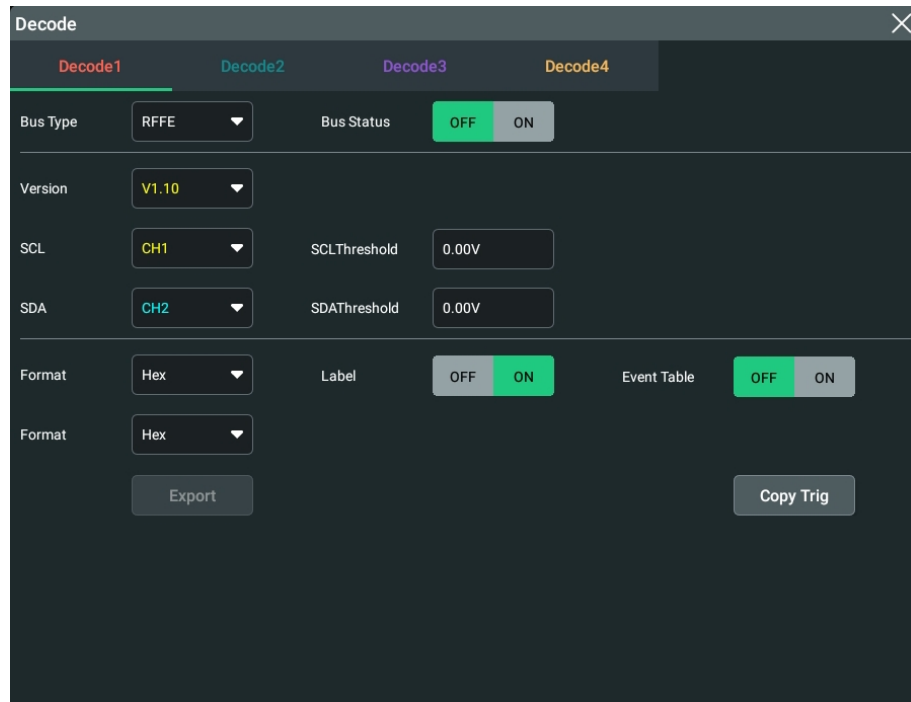 Decode
Decode1 Decode2 Decode3 Decode4
Bus Type RFFE Bus Status OFF ON
Version V1.10
SCL CH1 SCLThreshold 0.00V
SDA CH2 SDAThreshold 0.00V
Format Hex Label OFF ON Event Table OFF ON
Format Hex
Export Copy Trig